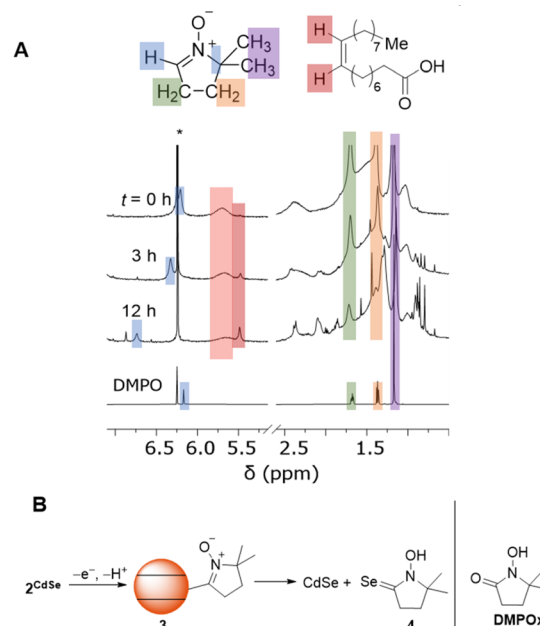 A
O⁻
N
+
H
CH₃
CH₃
H₂C
CH₂
H
H
7
Me
6
OH
O
*
t = 0 h
3 h
12 h
DMPO
6.5
6.0
5.5
2.5
1.5
δ (ppm)
B
2^CdSe
−e⁻, −H⁺
O⁻
N
+
3
CdSe +
Se
OH
N
4
O
OH
N
DMPOx